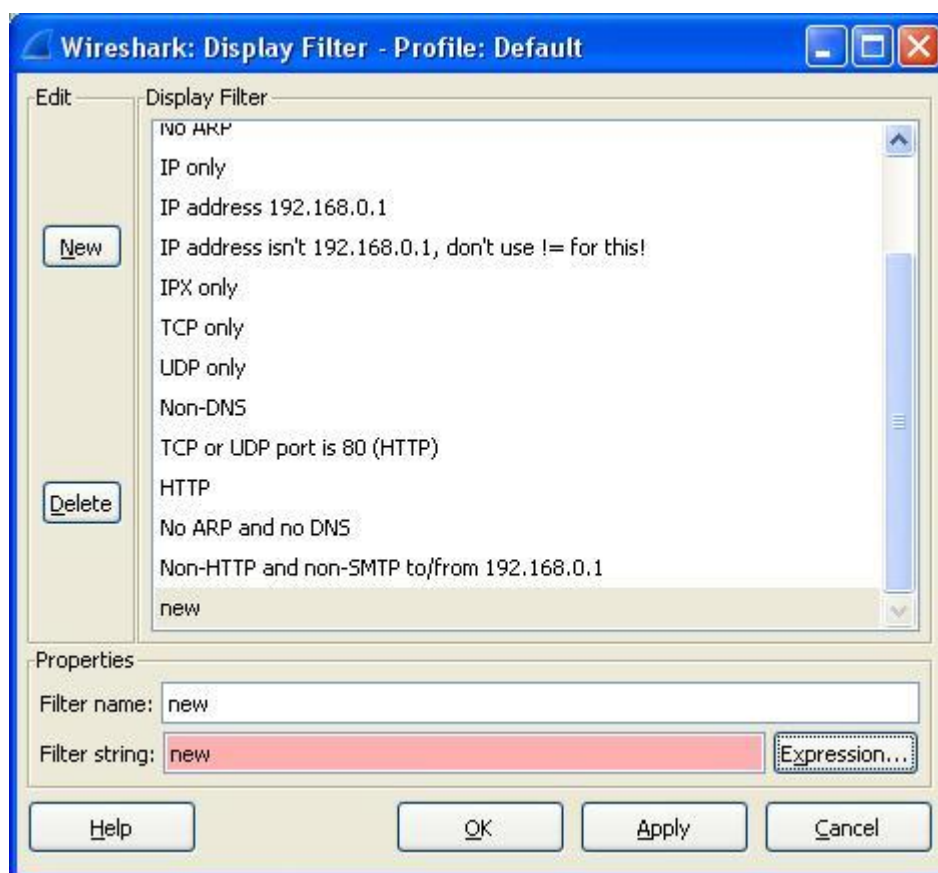 Wireshark: Display Filter - Profile: Default
Edit
Display Filter
No ARP
IP only
IP address 192.168.0.1
New
IP address isn't 192.168.0.1, don't use != for this!
IPX only
TCP only
UDP only
Non-DNS
TCP or UDP port is 80 (HTTP)
HTTP
Delete
No ARP and no DNS
Non-HTTP and non-SMTP to/from 192.168.0.1
new
Properties
Filter name: new
Filter string: new Expression...
Help OK Apply Cancel